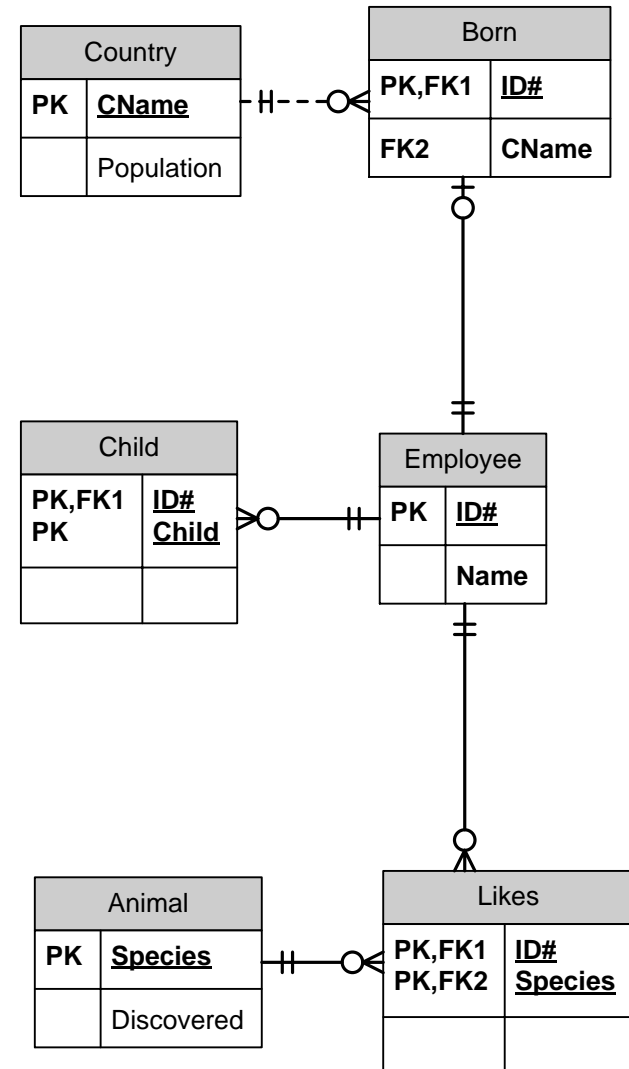 Country
PK CName
Population
Born
PK,FK1 ID#
FK2 CName
Child
PK,FK1 ID#
PK Child
Employee
PK ID#
Name
Animal
PK Species
Discovered
Likes
PK,FK1 ID#
PK,FK2 Species